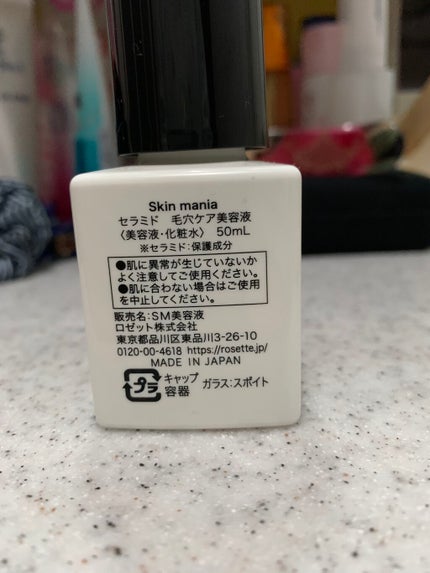 Skin mania
セラミド 毛穴ケア美容液
〈美容液・化粧水〉 50mL
※セラミド:保護成分
●肌に異常が生じていないか
よく注意してご使用ください。
●肌に合わない場合はご使用
を中止してください。
販売名:SM美容液
ロゼット株式会社
東京都品川区東品川3-26-10
0120-00-4618 https://rosette.jp/
MADE IN JAPAN
プラ キャップ ガラス:スポイト
容器